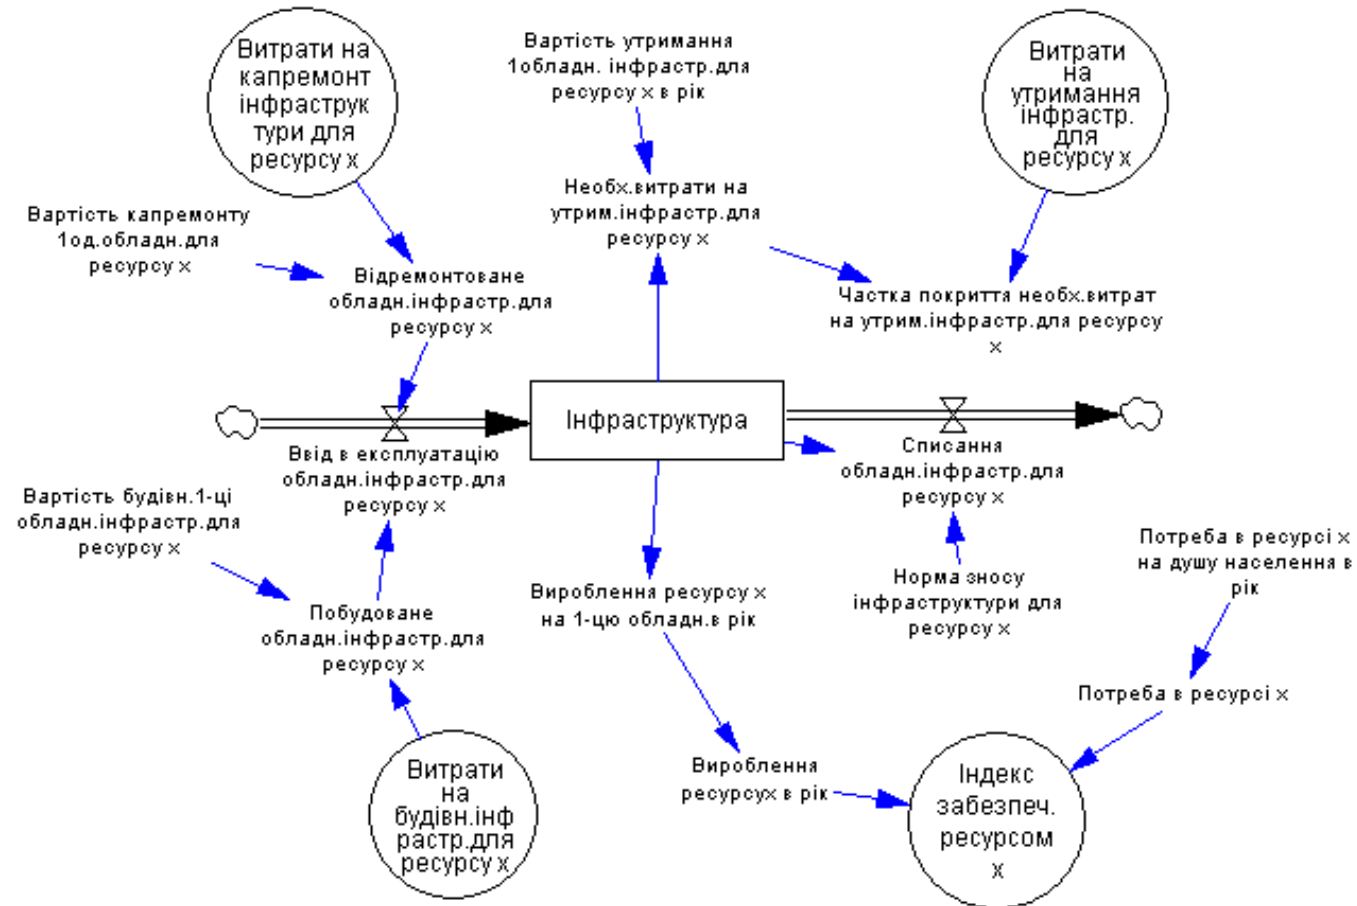 Витрати на
капремонт
інфраструк
тури для
ресурсу х
Вартість утримання
1обладн. інфрастр.для
ресурсу х в рік
Витрати
на
утримання
інфрастр.
для
ресурсу х
Необх.витрати на
утрим.інфрастр.для
ресурсу х
Вартість капремонту
1од.обладн.для
ресурсу х
Відремонтоване
обладн.інфрастр.для
ресурсу х
Частка покриття необх.витрат
на утрим.інфрастр.для ресурсу
х
Інфраструктура
Ввід в експлуатацію
обладн.інфрастр.для
ресурсу х
Списання
обладн.інфрастр.для
ресурсу х
Вартість будівн.1-ці
обладн.інфрастр.для
ресурсу х
Потреба в ресурсі х
на душу населення в
рік
Вироблення ресурсу х
на 1-цю обладн.в рік
Норма зносу
інфраструктури для
ресурсу х
Побудоване
обладн.інфрастр.для
ресурсу х
Потреба в ресурсі х
Вироблення
ресурсух в рік
Витрати
на
будівн.інф
растр.для
ресурсу х
Індекс
забезпеч.
ресурсом
х